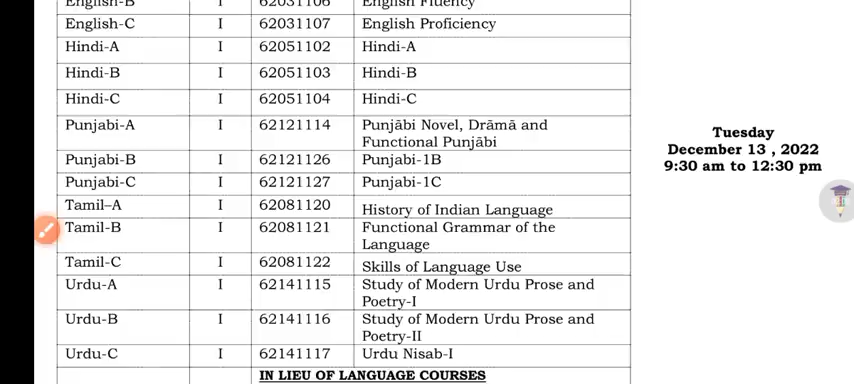 English-B I 62031106 English Fluency
English-C I 62031107 English Proficiency
Hindi-A I 62051102 Hindi-A
Hindi-B I 62051103 Hindi-B
Hindi-C I 62051104 Hindi-C
Punjabi-A I 62121114 Punjābi Novel, Drāmā and
Functional Punjābi
Punjabi-B I 62121126 Punjabi-1B
Punjabi-C I 62121127 Punjabi-1C
Tamil–A I 62081120 History of Indian Language
Tamil-B I 62081121 Functional Grammar of the
Language
Tamil-C I 62081122 Skills of Language Use
Urdu-A I 62141115 Study of Modern Urdu Prose and
Poetry-I
Urdu-B I 62141116 Study of Modern Urdu Prose and
Poetry-II
Urdu-C I 62141117 Urdu Nisab-I
IN LIEU OF LANGUAGE COURSES
Tuesday
December 13 , 2022
9:30 am to 12:30 pm